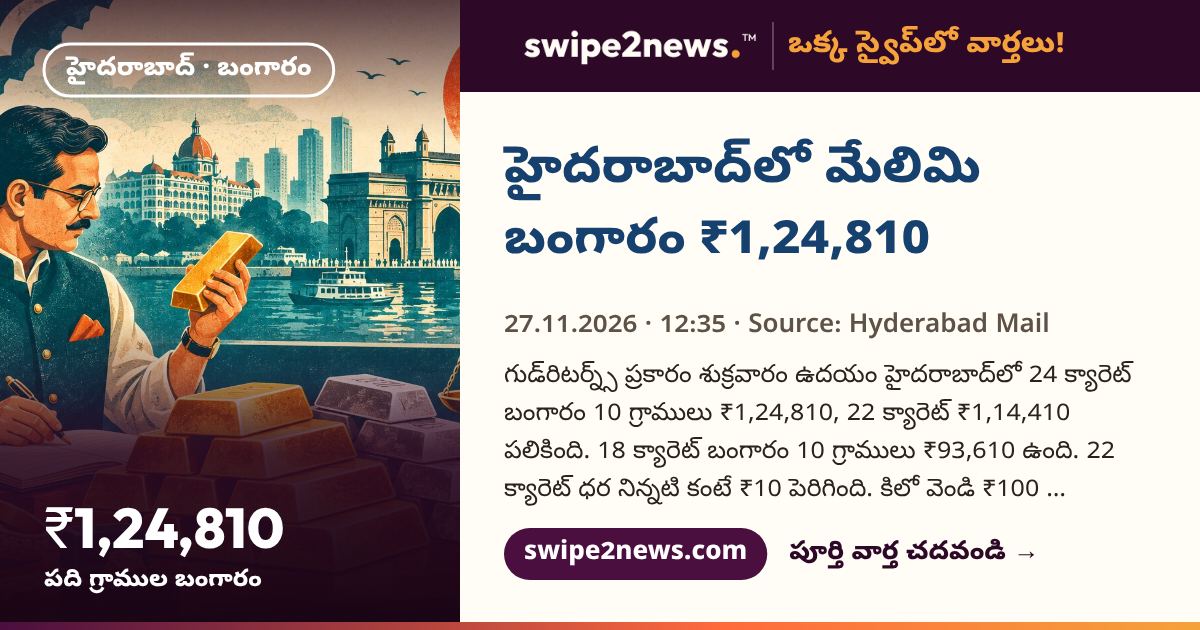 హైదరాబాద్ · బంగారం
swipe2news.™ ఒక్క స్వైప్‌లో వార్తలు!
హైదరాబాద్‌లో మేలిమి
బంగారం ₹1,24,810
27.11.2026 · 12:35 · Source: Hyderabad Mail
గుడ్‌రిటర్న్స్ ప్రకారం శుక్రవారం ఉదయం హైదరాబాద్‌లో 24 క్యారెట్
బంగారం 10 గ్రాములు ₹1,24,810, 22 క్యారెట్ ₹1,14,410
పలికింది. 18 క్యారెట్ బంగారం 10 గ్రాములు ₹93,610 ఉంది. 22
క్యారెట్ ధర నిన్నటి కంటే ₹10 పెరిగింది. కిలో వెండి ₹100 ...
₹1,24,810
పది గ్రాముల బంగారం
swipe2news.com పూర్తి వార్త చదవండి →